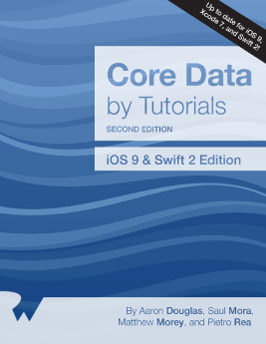 Up to date for iOS 9,
Xcode 7, and Swift 2!
Core Data
by Tutorials
SECOND EDITION
iOS 9 & Swift 2 Edition
By Aaron Douglas, Saul Mora,
Matthew Morey, and Pietro Rea